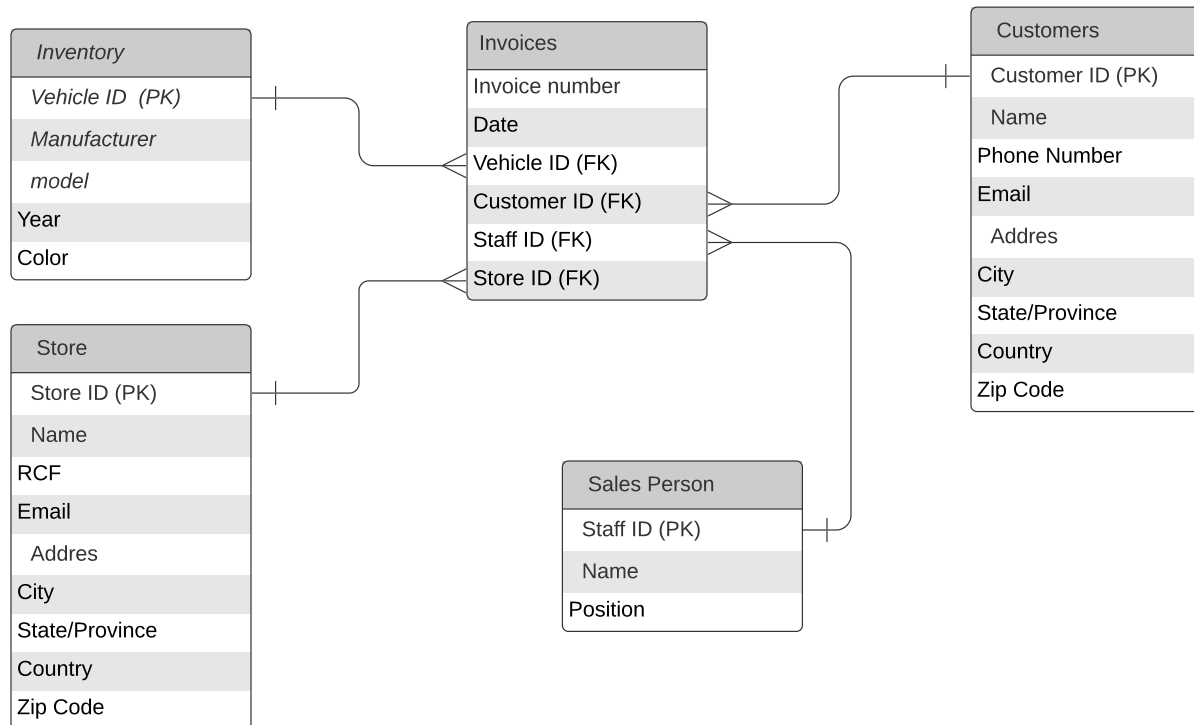 Inventory
Vehicle ID  (PK)
Manufacturer
model
Year
Color
Store
Store ID (PK)
Name
RCF
Email
Addres
City
State/Province
Country
Zip Code
Invoices
Invoice number
Date
Vehicle ID (FK)
Customer ID (FK)
Staff ID (FK)
Store ID (FK)
Sales Person
Staff ID (PK)
Name
Position
Customers
Customer ID (PK)
Name
Phone Number
Email
Addres
City
State/Province
Country
Zip Code